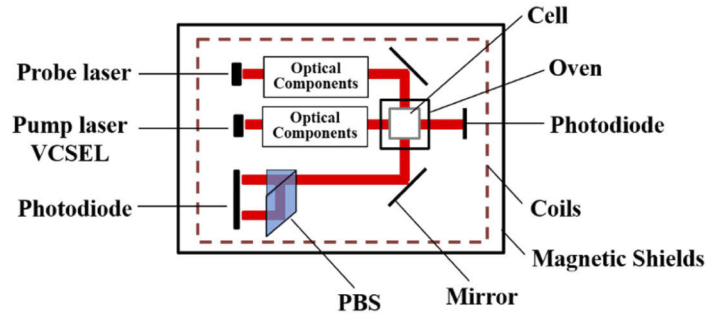 Cell
Optical
Components
Probe laser
Oven
Optical
Components
Pump laser
VCSEL
Photodiode
Photodiode
Coils
Magnetic Shields
PBS
Mirror